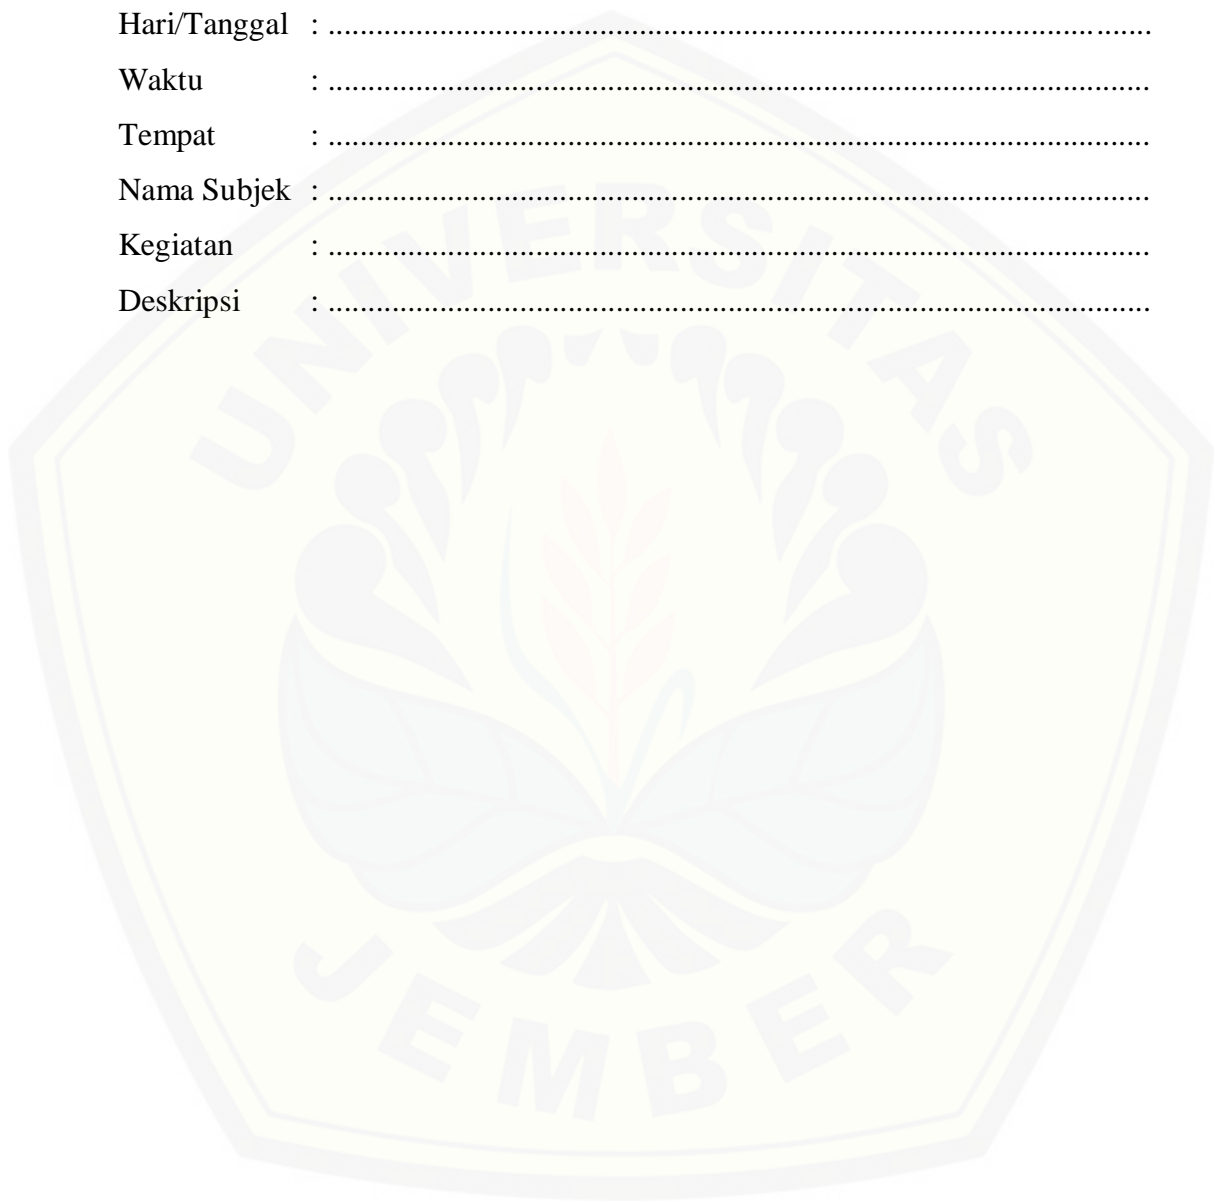 Hari/Tanggal : ........................................................................................................
Waktu : ........................................................................................................
Tempat : ........................................................................................................
Nama Subjek : ........................................................................................................
Kegiatan : ........................................................................................................
Deskripsi : ........................................................................................................
UNIVERSITAS
JEMBER